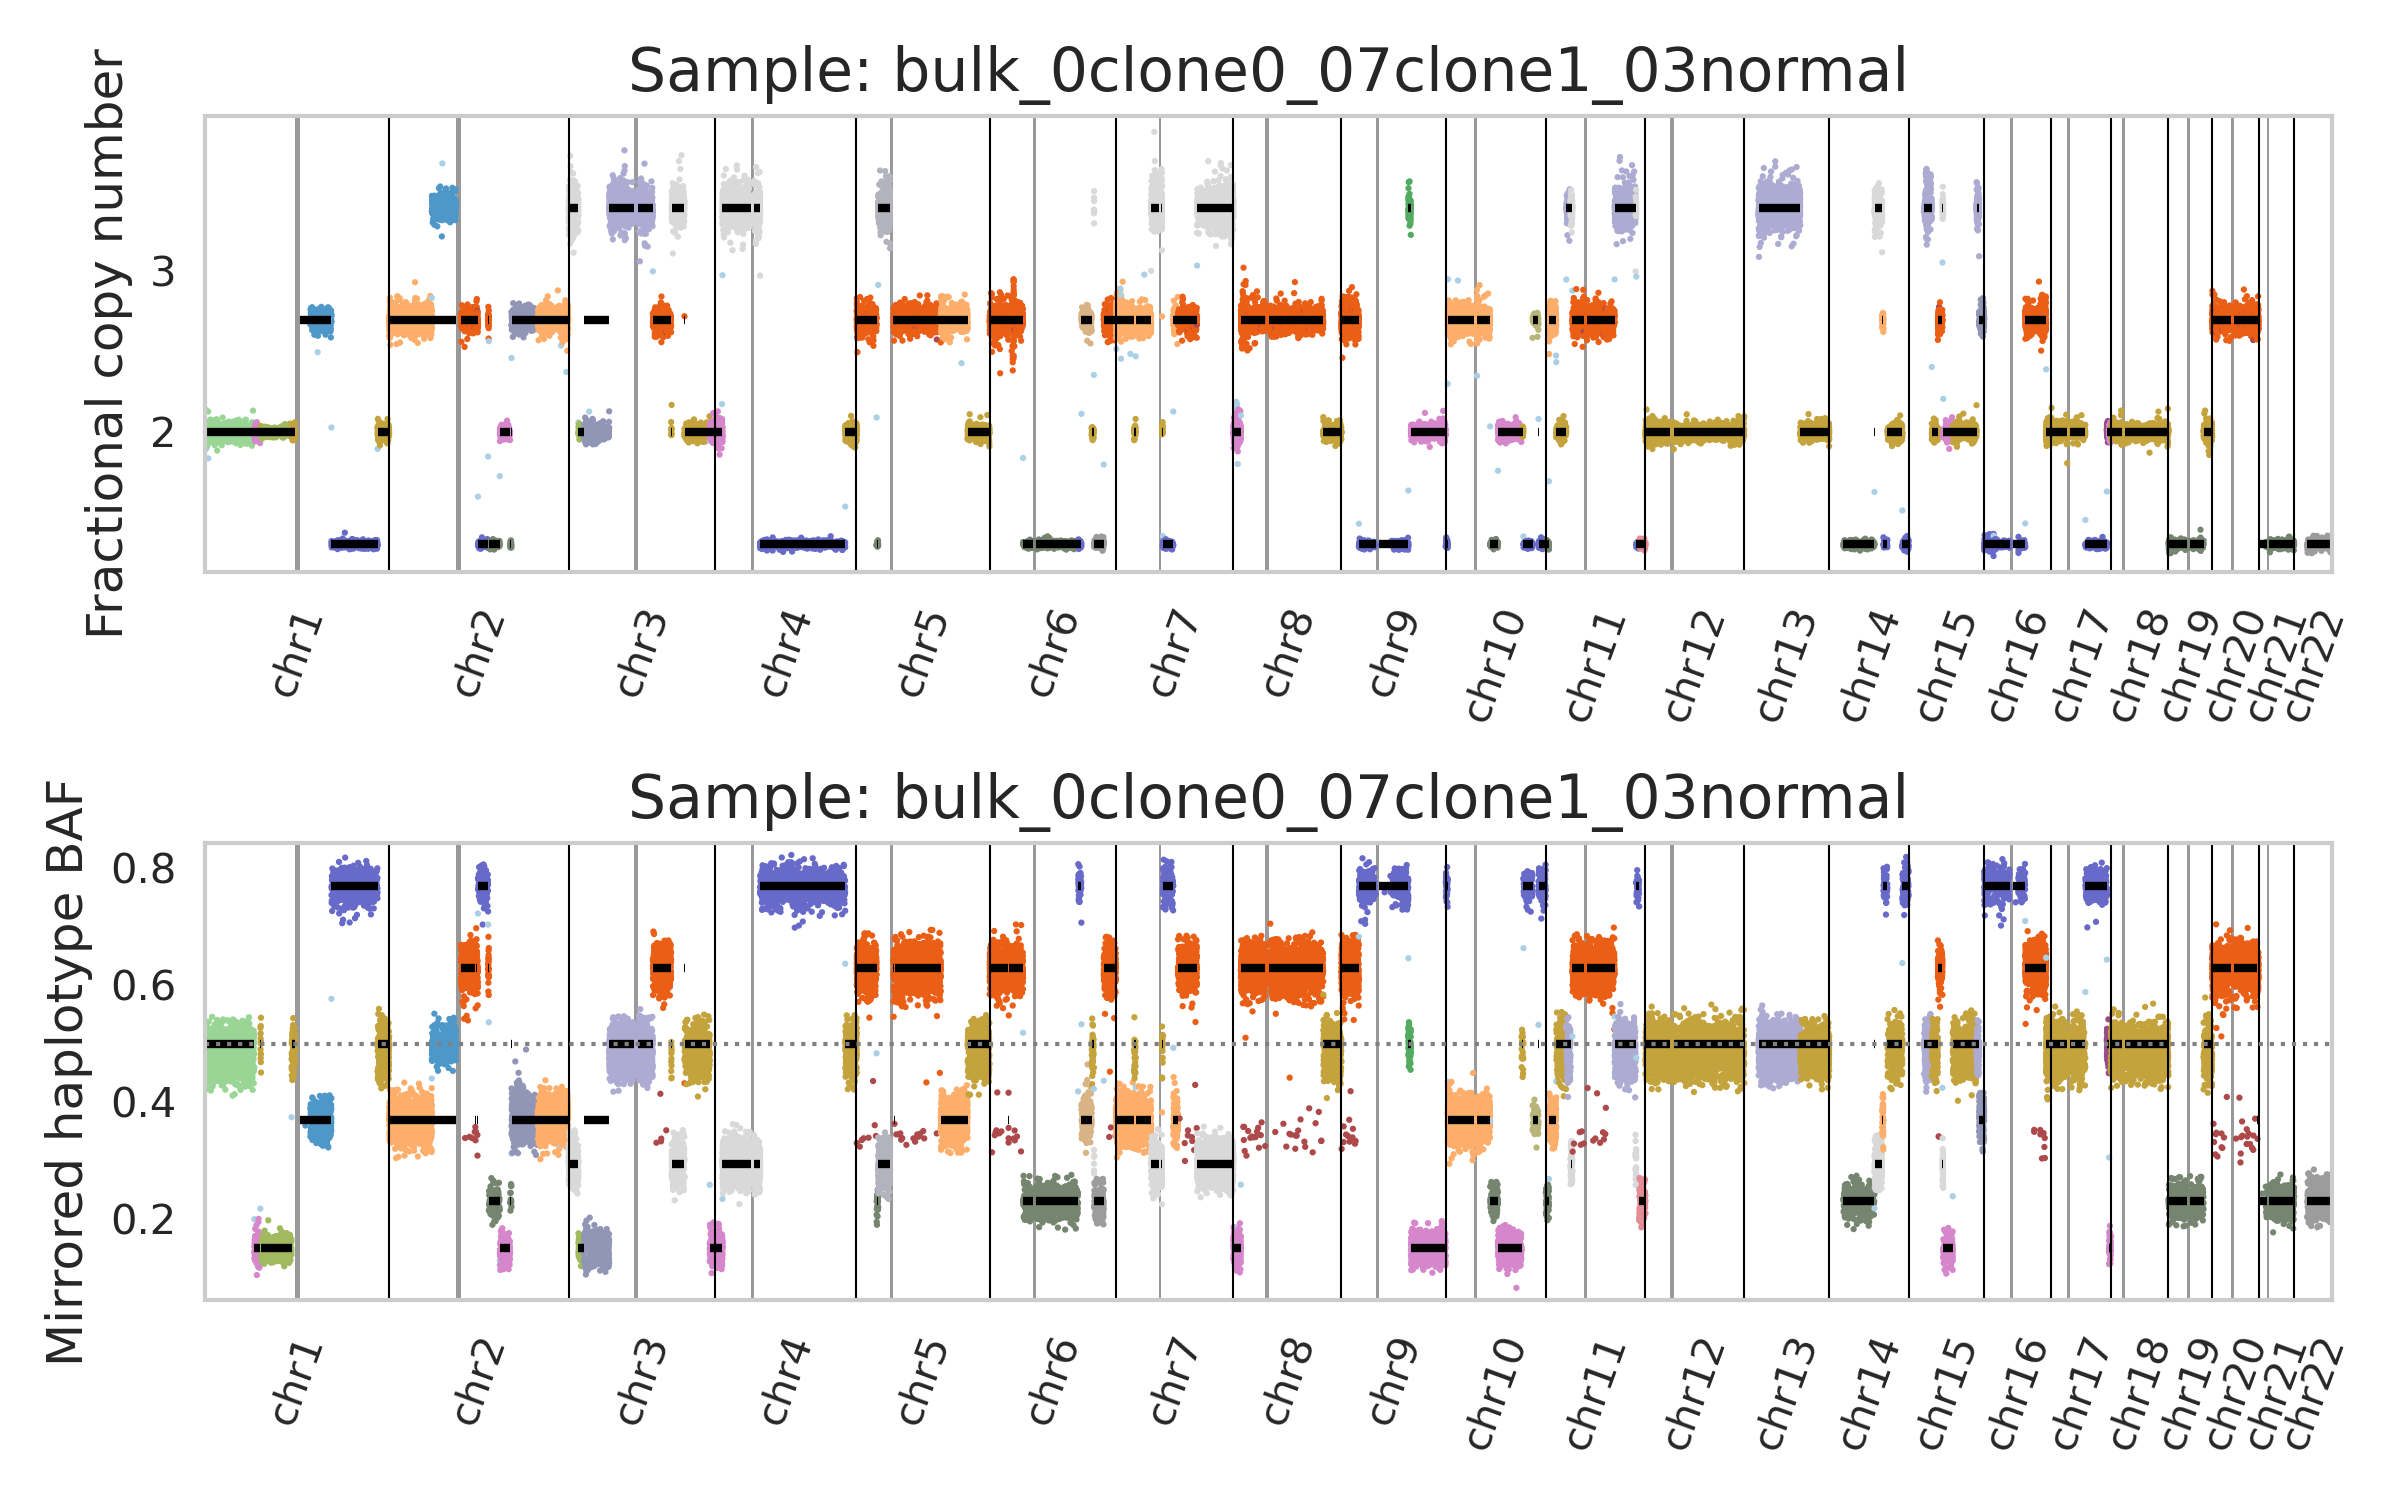 Sample: bulk_0clone0_07clone1_03normal
Fractional copy number
3
2
chr1
chr2
chr3
chr4
chr5
chr6
chr7
chr8
chr9
chr10
chr11
chr12
chr13
chr14
chr15
chr16
chr17
chr18
chr19
chr20
chr21
chr22
Sample: bulk_0clone0_07clone1_03normal
Mirrored haplotype BAF
0.8
0.6
0.4
0.2
chr1
chr2
chr3
chr4
chr5
chr6
chr7
chr8
chr9
chr10
chr11
chr12
chr13
chr14
chr15
chr16
chr17
chr18
chr19
chr20
chr21
chr22